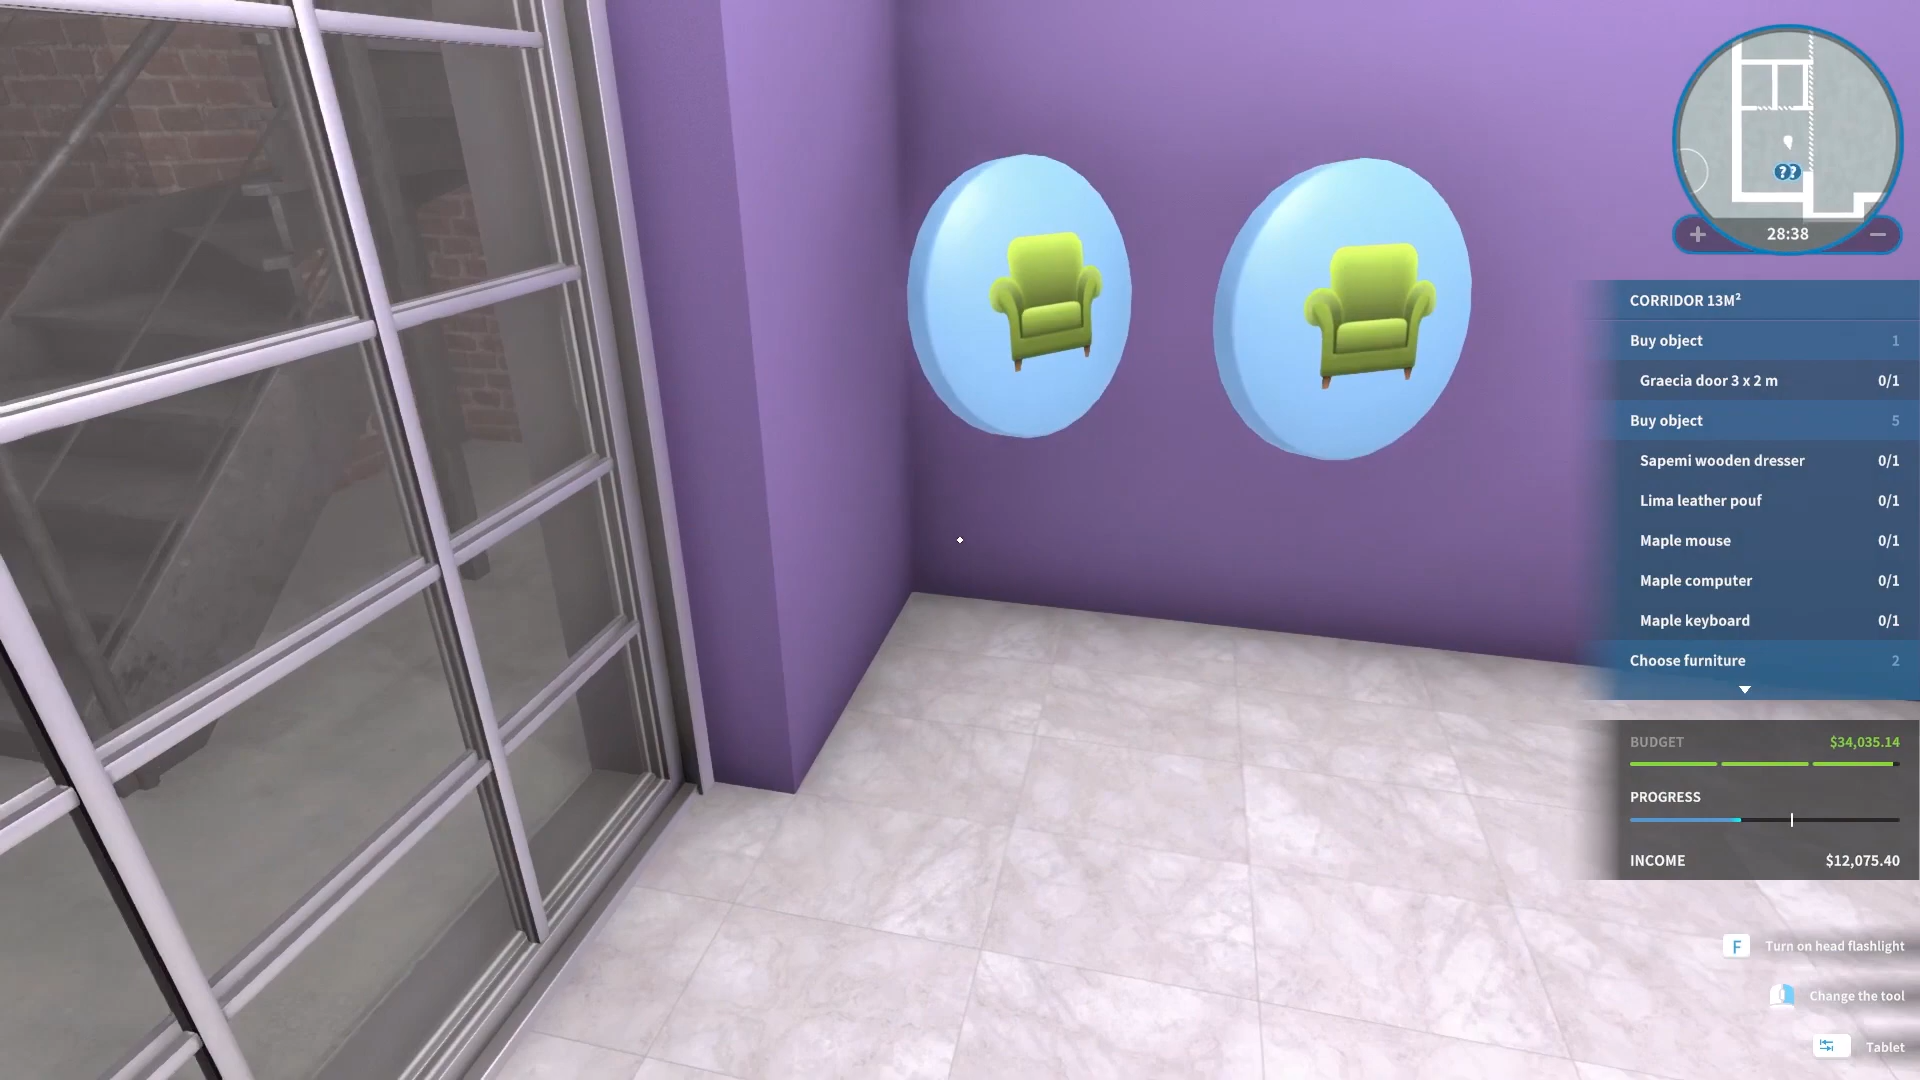 ??
+ 28:38 −
CORRIDOR 13M²
Buy object 1
Graecia door 3 x 2 m 0/1
Buy object 5
Sapemi wooden dresser 0/1
Lima leather pouf 0/1
Maple mouse 0/1
Maple computer 0/1
Maple keyboard 0/1
Choose furniture 2
BUDGET $34,035.14
PROGRESS
INCOME $12,075.40
F Turn on head flashlight
Change the tool
Tablet